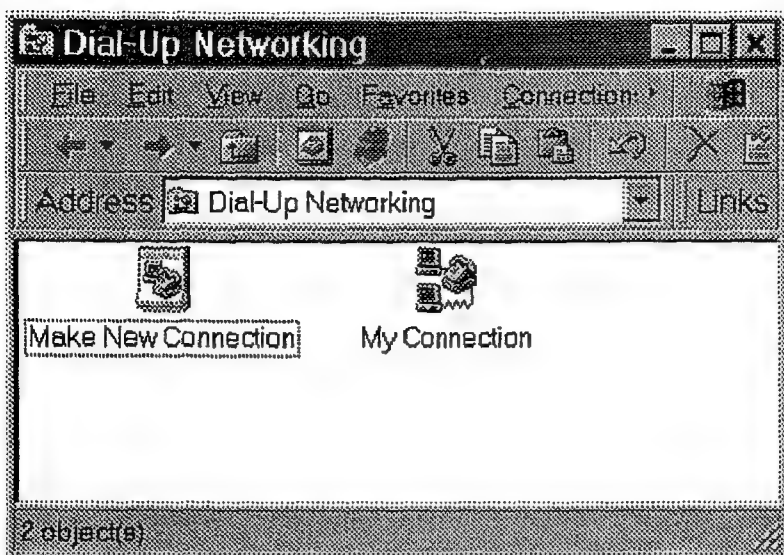 Dial-Up Networking
File Edit View Go Favorites Connections
Address Dial-Up Networking Links
Make New Connection My Connection
2 object(s)